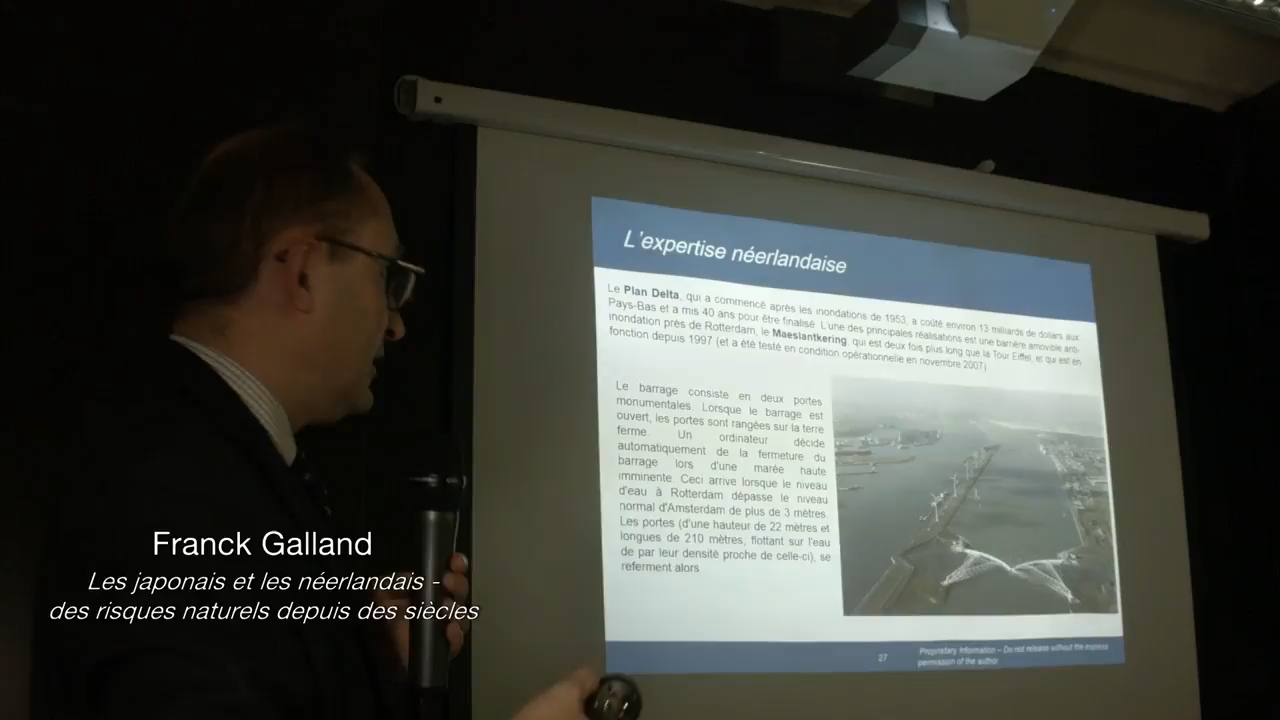 L'expertise néerlandaise
Le Plan Delta, qui a commencé après les inondations de 1953, a coûté environ 13 milliards de dollars aux
Pays-Bas et a mis 40 ans pour être finalisé. L'une des principales réalisations est une barrière amovible anti-
inondation près de Rotterdam, le Maeslantkering, qui est deux fois plus long que la Tour Eiffel, et qui est en
fonction depuis 1997 (et a été testé en condition opérationnelle en novembre 2007)
Le barrage consiste en deux portes
monumentales. Lorsque le barrage est
ouvert, les portes sont rangées sur la terre
ferme. Un ordinateur décide
automatiquement de la fermeture du
barrage lors d'une marée haute
imminente. Ceci arrive lorsque le niveau
d'eau à Rotterdam dépasse le niveau
normal d'Amsterdam de plus de 3 mètres.
Les portes (d'une hauteur de 22 mètres et
longues de 210 mètres, flottant sur l'eau
de par leur densité proche de celle-ci), se
referment alors
27
Proprietary Information – Do not release without the express
permission of the author
Franck Galland
Les japonais et les néerlandais -
des risques naturels depuis des siècles